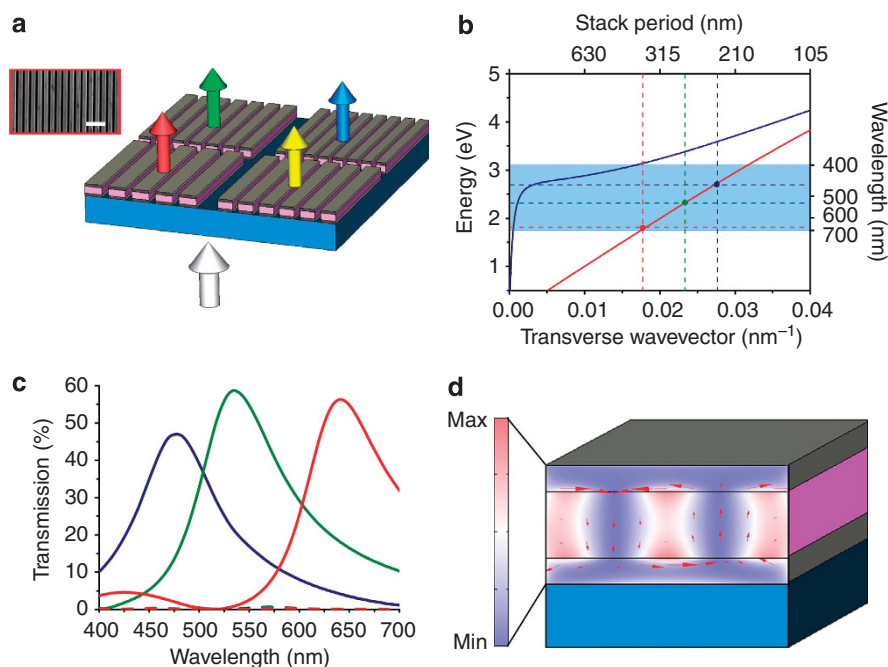 a
b
Stack period (nm)
630 315 210 105
5
4
3
2
1
Energy (eV)
400
500
600
700
Wavelength (nm)
0.00 0.01 0.02 0.03 0.04
Transverse wavevector (nm⁻¹)
c
60
50
40
30
20
10
0
Transmission (%)
400 450 500 550 600 650 700
Wavelength (nm)
d
Max
Min